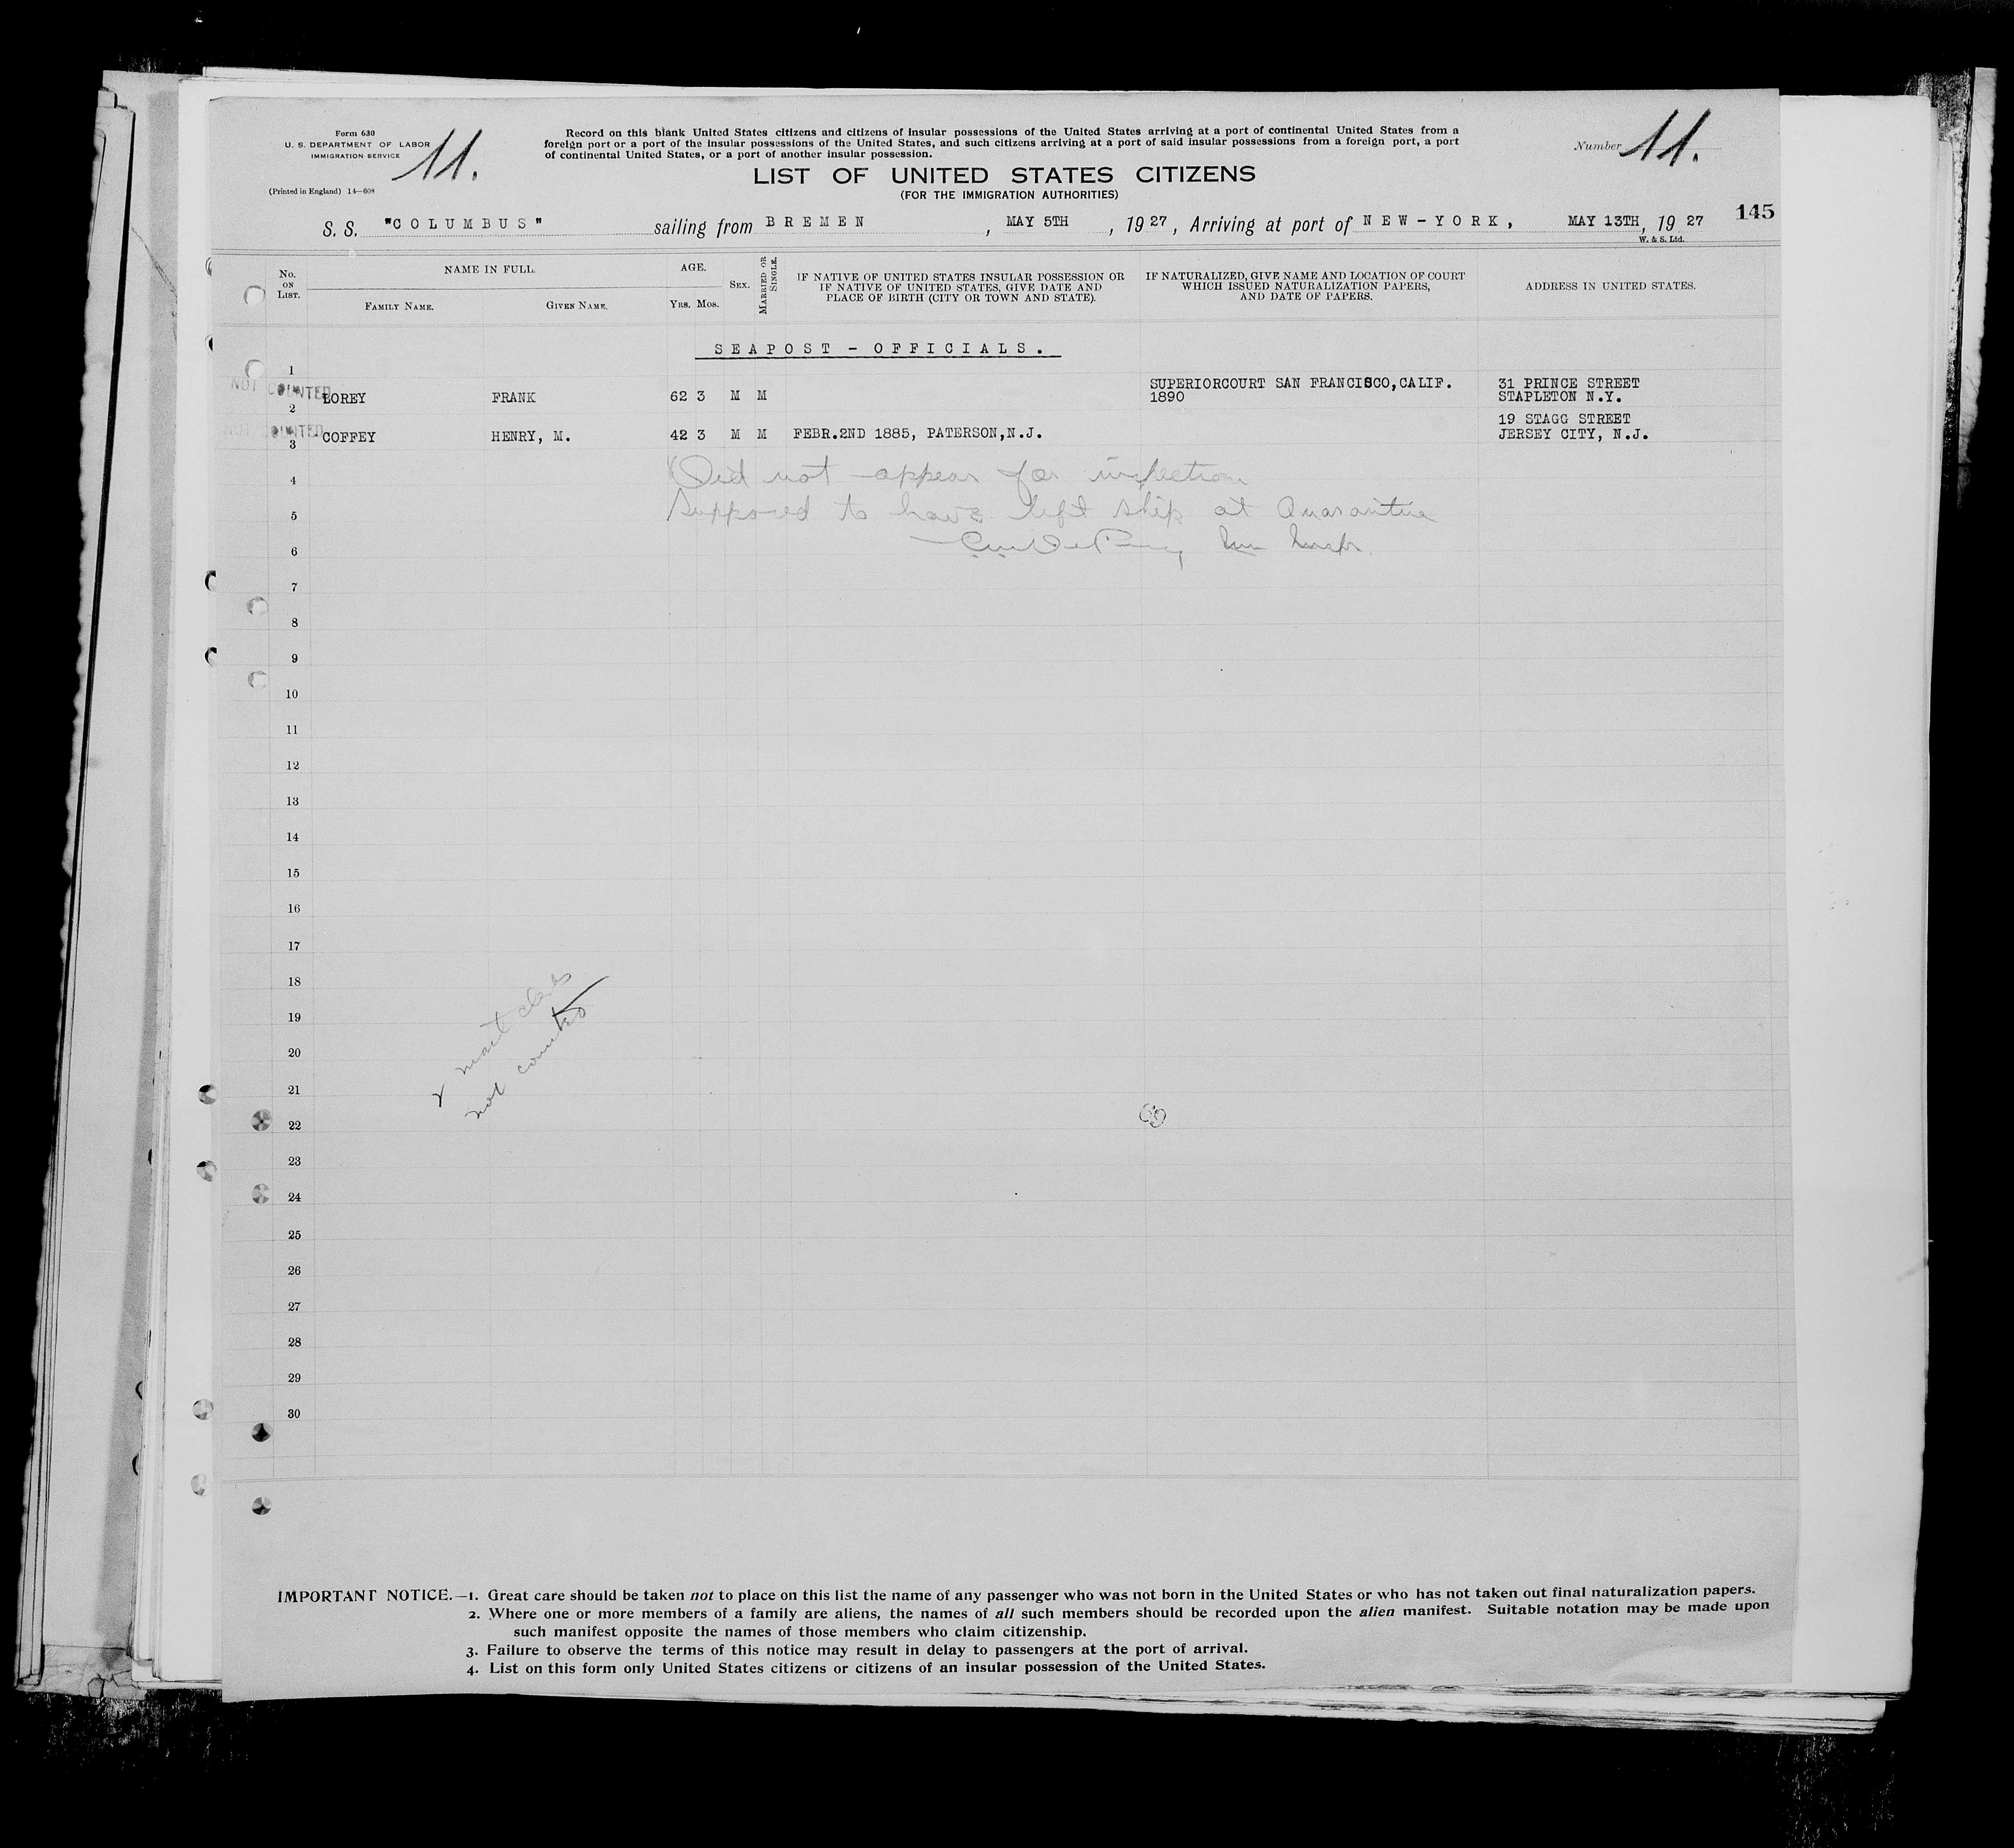 Form 630
U. S. DEPARTMENT OF LABOR
IMMIGRATION SERVICE
(Printed in England) 14—608
11.
Record on this blank United States citizens and citizens of insular possessions of the United States arriving at a port of continental United States from a
foreign port or a port of the insular possessions of the United States, and such citizens arriving at a port of said insular possessions from a foreign port, a port
of continental United States, or a port of another insular possession.
Number 11.
LIST OF UNITED STATES CITIZENS
(FOR THE IMMIGRATION AUTHORITIES)
145
S. S. "COLUMBUS" sailing from BREMEN, MAY 5TH, 1927, Arriving at port of NEW-YORK, MAY 13TH, 1927
W. & S. Ltd.
No. ON LIST.
NAME IN FULL.
FAMILY NAME.
GIVEN NAME.
AGE.
YRS. MOS.
SEX.
MARRIED OR SINGLE.
IF NATIVE OF UNITED STATES INSULAR POSSESSION OR
IF NATIVE OF UNITED STATES, GIVE DATE AND
PLACE OF BIRTH (CITY OR TOWN AND STATE).
IF NATURALIZED, GIVE NAME AND LOCATION OF COURT
WHICH ISSUED NATURALIZATION PAPERS,
AND DATE OF PAPERS.
ADDRESS IN UNITED STATES.
SEAPOST - OFFICIALS.
1
NOT COUNTED
2 LOREY FRANK 62 3 M M SUPERIORCOURT SAN FRANCISCO,CALIF. 1890 31 PRINCE STREET STAPLETON N.Y.
NOT COUNTED
3 COFFEY HENRY, M. 42 3 M M FEBR.2ND 1885, PATERSON,N.J. 19 STAGG STREET JERSEY CITY, N.J.
4 Did not appear for inspection
5 Supposed to have left ship at Quarantine
6
7
8
9
10
11
12
13
14
15
16
17
18
19
20
21
22
23
24
25
26
27
28
29
30
2 mail clerks
not counted
IMPORTANT NOTICE.—1. Great care should be taken not to place on this list the name of any passenger who was not born in the United States or who has not taken out final naturalization papers.
2. Where one or more members of a family are aliens, the names of all such members should be recorded upon the alien manifest. Suitable notation may be made upon
such manifest opposite the names of those members who claim citizenship.
3. Failure to observe the terms of this notice may result in delay to passengers at the port of arrival.
4. List on this form only United States citizens or citizens of an insular possession of the United States.